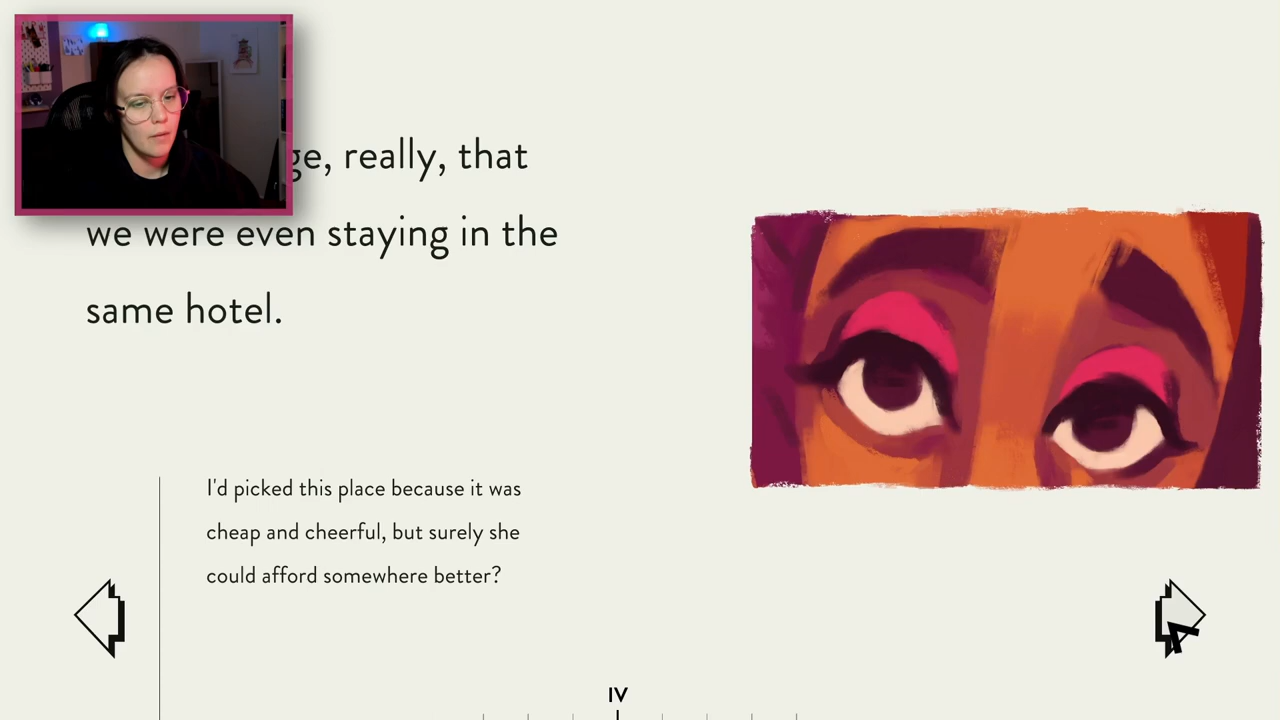 really, that
we were even staying in the
same hotel.
I'd picked this place because it was
cheap and cheerful, but surely she
could afford somewhere better?
IV